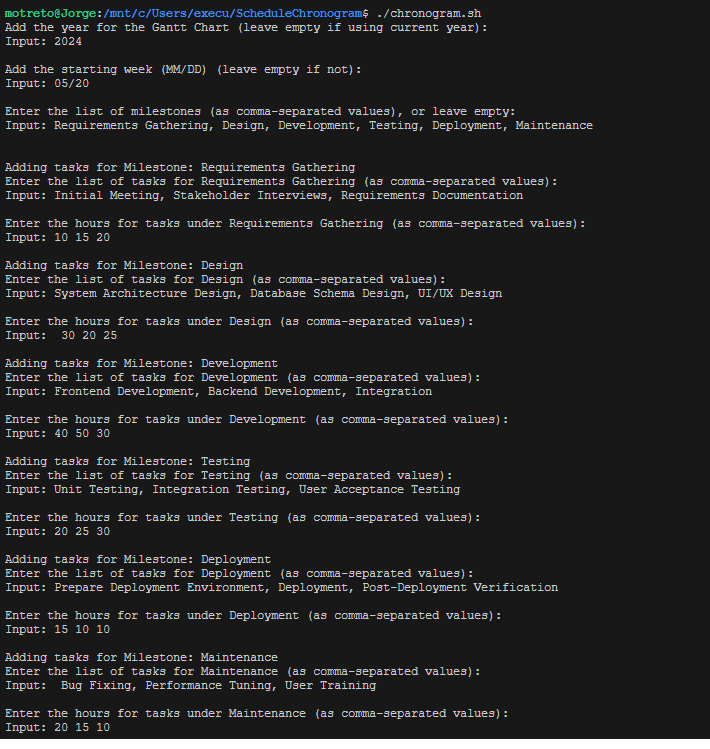 motreto@Jorge:/mnt/c/Users/execu/ScheduleChronogram$ ./chronogram.sh
Add the year for the Gantt Chart (leave empty if using current year):
Input: 2024
Add the starting week (MM/DD) (leave empty if not):
Input: 05/20
Enter the list of milestones (as comma-separated values), or leave empty:
Input: Requirements Gathering, Design, Development, Testing, Deployment, Maintenance
Adding tasks for Milestone: Requirements Gathering
Enter the list of tasks for Requirements Gathering (as comma-separated values):
Input: Initial Meeting, Stakeholder Interviews, Requirements Documentation
Enter the hours for tasks under Requirements Gathering (as comma-separated values):
Input: 10 15 20
Adding tasks for Milestone: Design
Enter the list of tasks for Design (as comma-separated values):
Input: System Architecture Design, Database Schema Design, UI/UX Design
Enter the hours for tasks under Design (as comma-separated values):
Input:  30 20 25
Adding tasks for Milestone: Development
Enter the list of tasks for Development (as comma-separated values):
Input: Frontend Development, Backend Development, Integration
Enter the hours for tasks under Development (as comma-separated values):
Input: 40 50 30
Adding tasks for Milestone: Testing
Enter the list of tasks for Testing (as comma-separated values):
Input: Unit Testing, Integration Testing, User Acceptance Testing
Enter the hours for tasks under Testing (as comma-separated values):
Input: 20 25 30
Adding tasks for Milestone: Deployment
Enter the list of tasks for Deployment (as comma-separated values):
Input: Prepare Deployment Environment, Deployment, Post-Deployment Verification
Enter the hours for tasks under Deployment (as comma-separated values):
Input: 15 10 10
Adding tasks for Milestone: Maintenance
Enter the list of tasks for Maintenance (as comma-separated values):
Input:  Bug Fixing, Performance Tuning, User Training
Enter the hours for tasks under Maintenance (as comma-separated values):
Input: 20 15 10